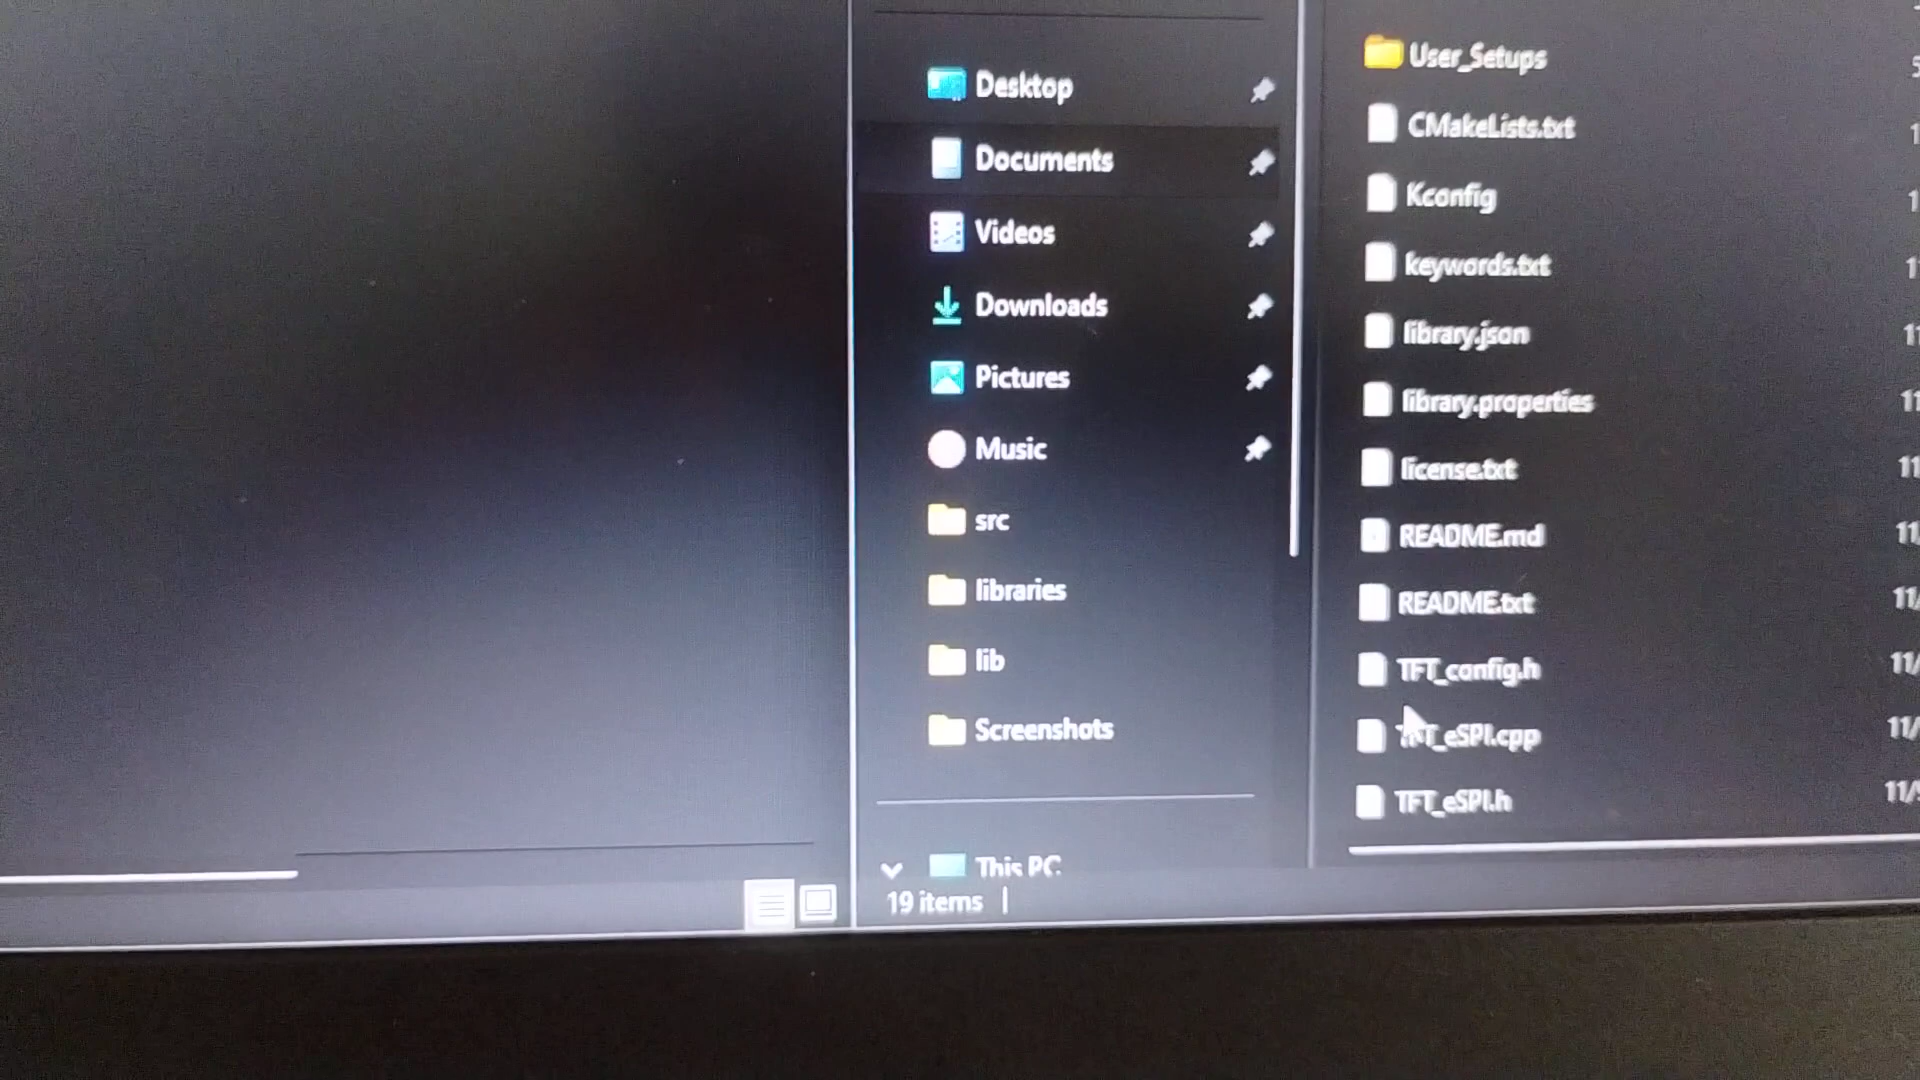 Desktop
Documents
Videos
Downloads
Pictures
Music
src
libraries
lib
Screenshots
This PC
19 items
User_Setups
CMakeLists.txt
Kconfig
keywords.txt
library.json
library.properties
license.txt
README.md
README.txt
TFT_config.h
TFT_eSPI.cpp
TFT_eSPI.h